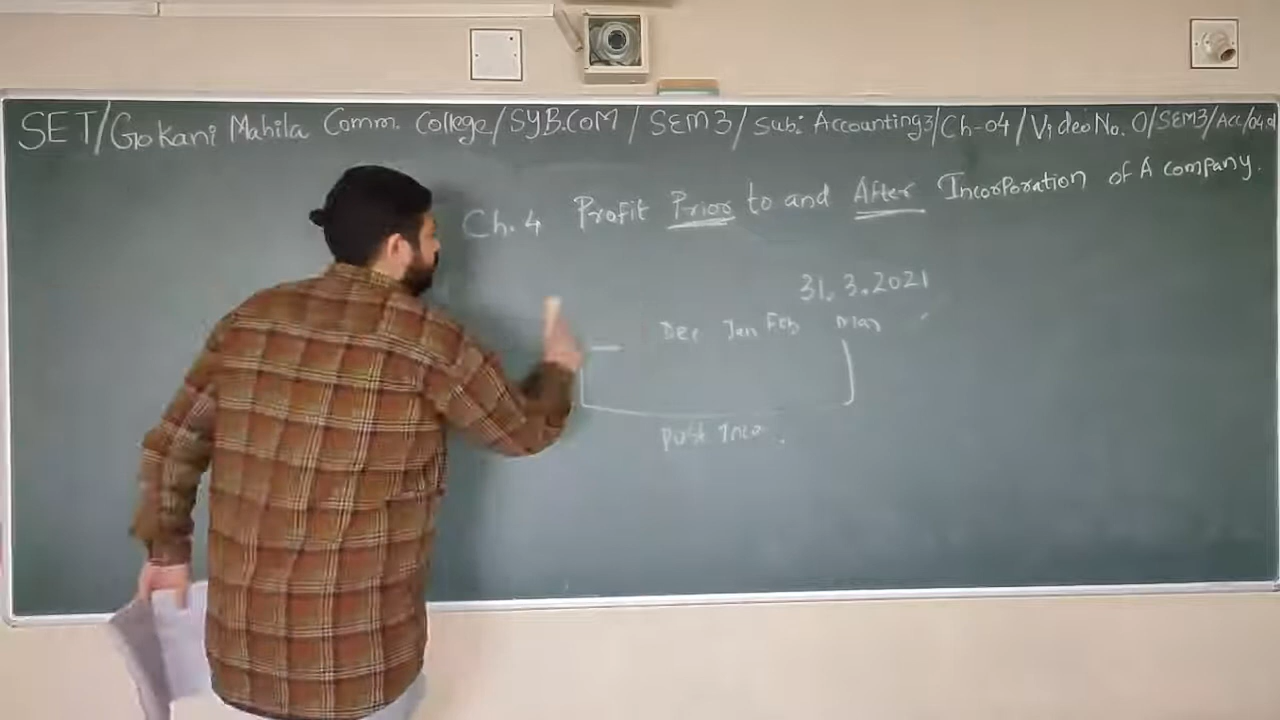 SET/Gokani Mahila Comm. College/SYB.COM/SEM3/Sub: Accounting3/Ch-04/Video No. 0/SEM3/Acc/04.01
Ch. 4 Profit Prior to and After Incorporation of A company.
31.3.2021
Dec Jan Feb Mar
Post Inco.